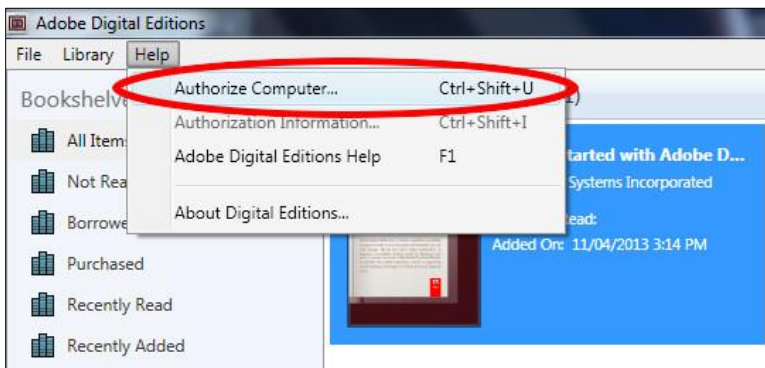 Adobe Digital Editions
File Library Help
Authorize Computer... Ctrl+Shift+U
Authorization Information... Ctrl+Shift+I
Adobe Digital Editions Help F1
About Digital Editions...
Bookshelv
All Item
Not Rea
Borrowe
Purchased
Recently Read
Recently Added
1)
tarted with Adobe D...
Systems Incorporated
ead:
Added On: 11/04/2013 3:14 PM